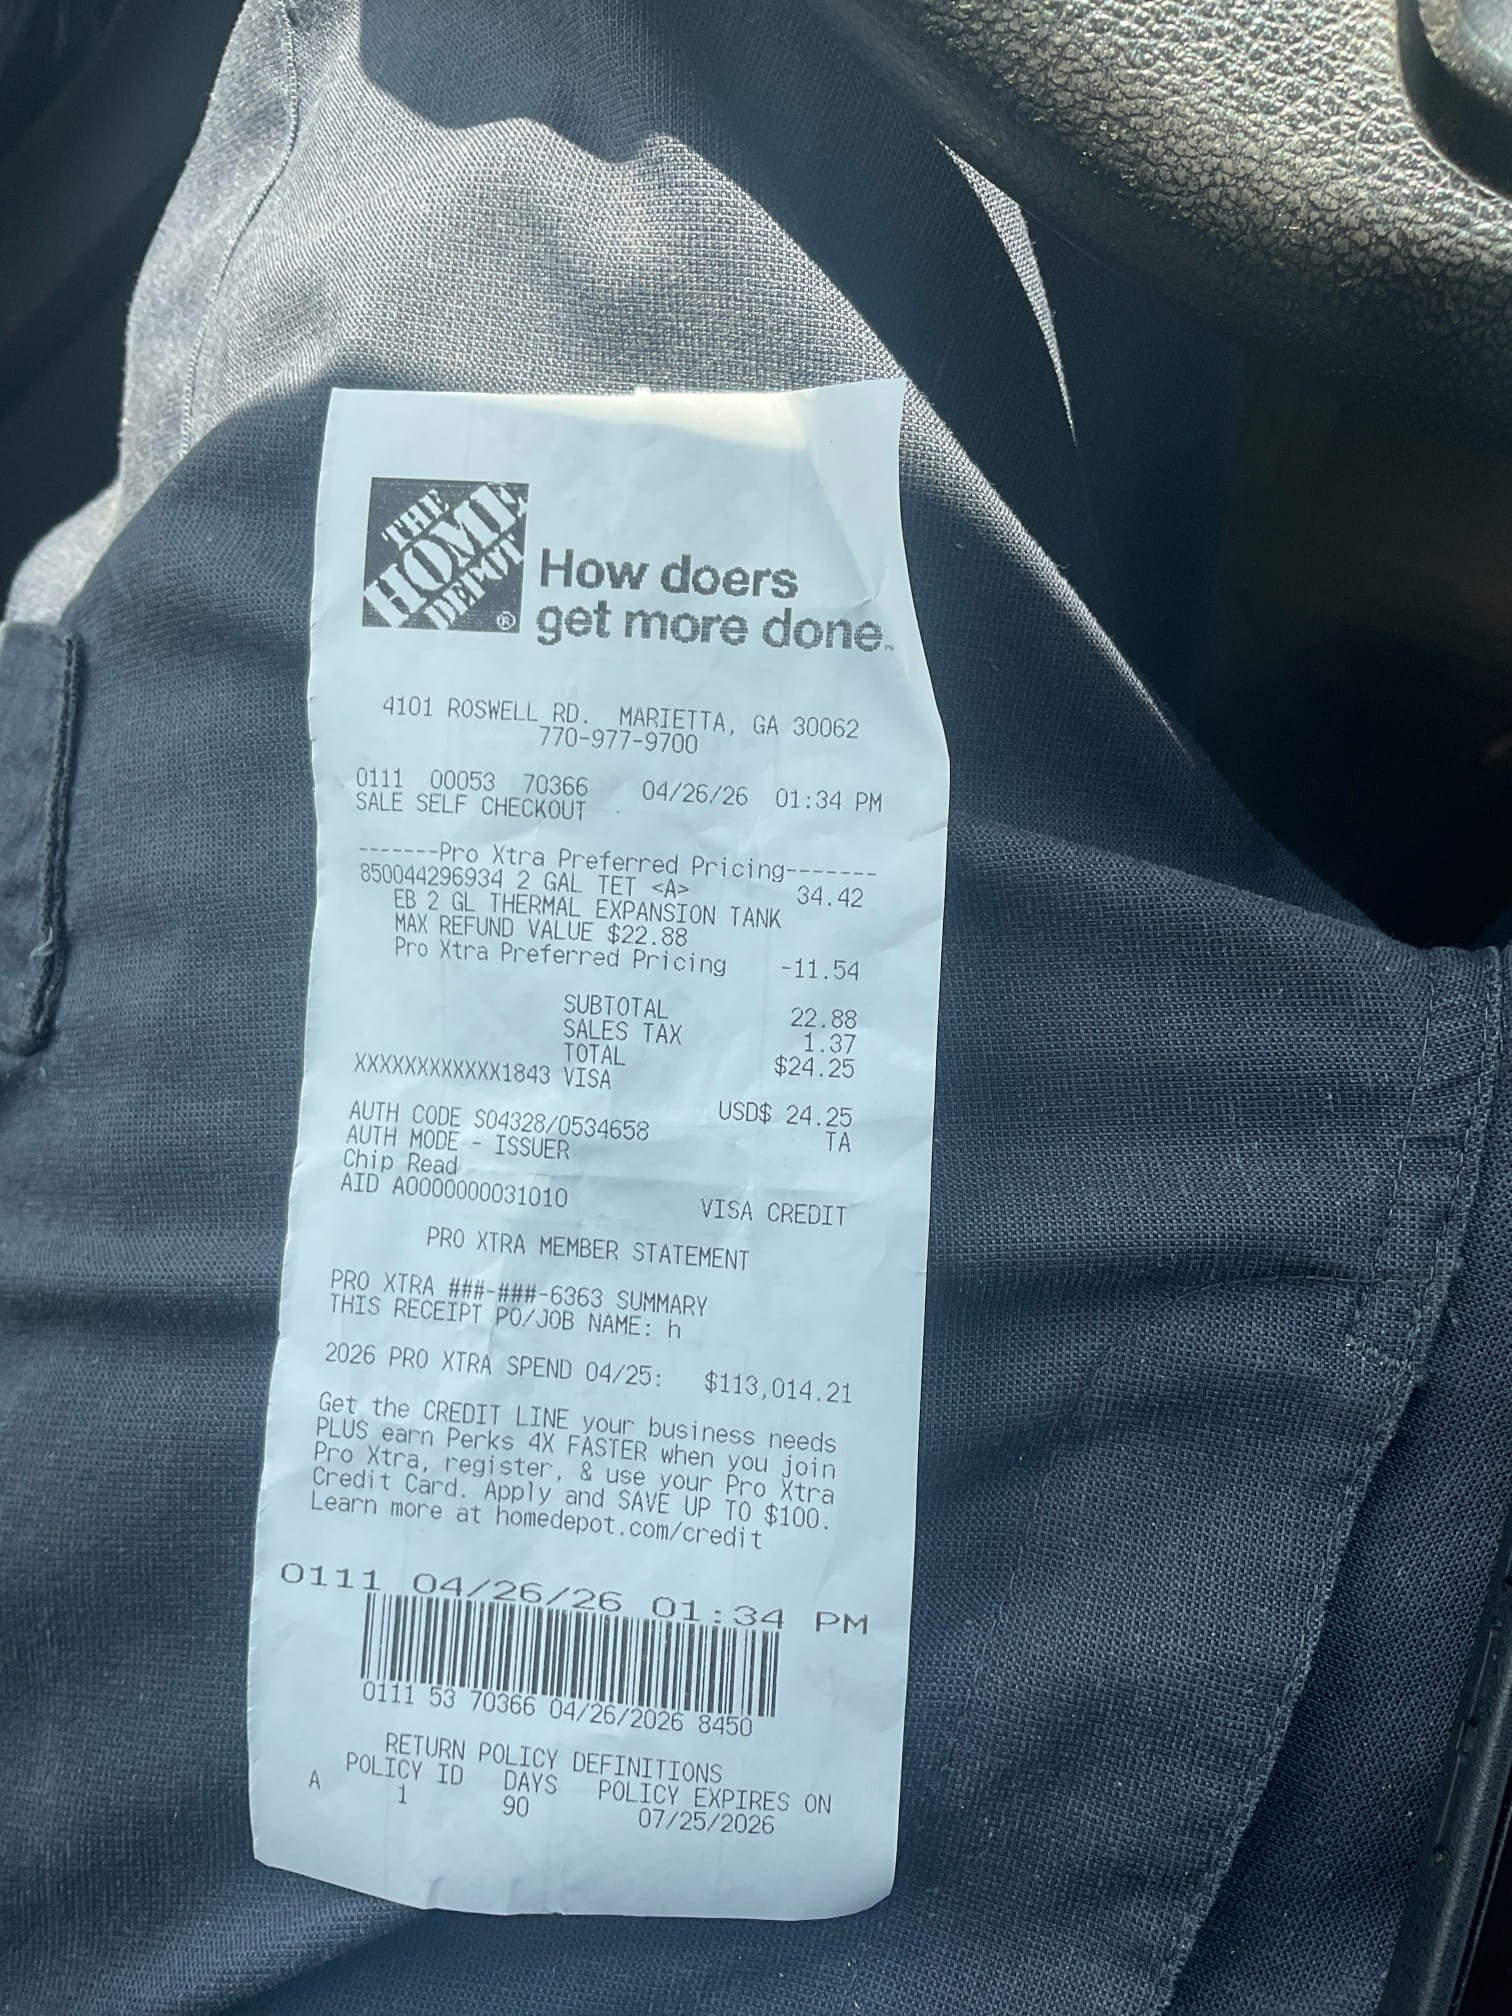 THE
HOME
DEPOT
®
How doers
get more done.™
4101 ROSWELL RD. MARIETTA, GA 30062
770-977-9700
0111 00053 70366 04/26/26 01:34 PM
SALE SELF CHECKOUT
-------Pro Xtra Preferred Pricing-------
850044296934 2 GAL TET <A> 34.42
EB 2 GL THERMAL EXPANSION TANK
MAX REFUND VALUE $22.88
Pro Xtra Preferred Pricing -11.54
SUBTOTAL 22.88
SALES TAX 1.37
TOTAL $24.25
XXXXXXXXXXXX1843 VISA
USD$ 24.25
AUTH CODE S04328/0534658 TA
AUTH MODE - ISSUER
Chip Read
AID A0000000031010 VISA CREDIT
PRO XTRA MEMBER STATEMENT
PRO XTRA ###-###-6363 SUMMARY
THIS RECEIPT PO/JOB NAME: h
2026 PRO XTRA SPEND 04/25: $113,014.21
Get the CREDIT LINE your business needs
PLUS earn Perks 4X FASTER when you join
Pro Xtra, register, & use your Pro Xtra
Credit Card. Apply and SAVE UP TO $100.
Learn more at homedepot.com/credit
0111 04/26/26 01:34 PM
0111 53 70366 04/26/2026 8450
RETURN POLICY DEFINITIONS
POLICY ID DAYS POLICY EXPIRES ON
A 1 90 07/25/2026